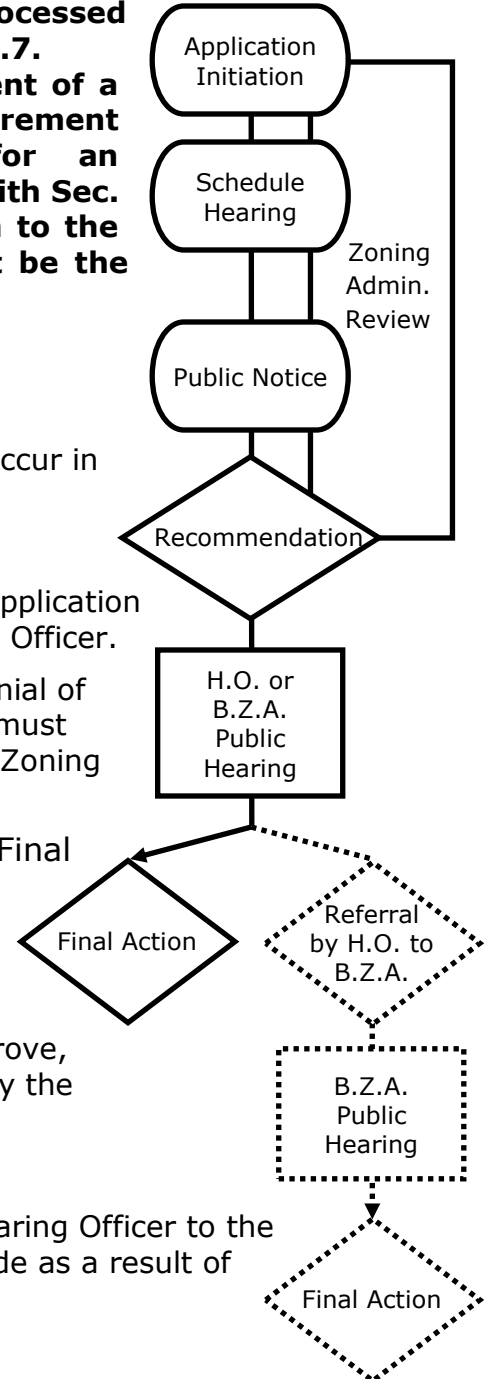 ocessed
.7.
ent of a
rement
for an
ith Sec.
n to the
t be the
ccur in
pplication
Officer.
nial of
must
Zoning
Final
rove,
y the
aring Officer to the
de as a result of
Application
Initiation
Schedule
Hearing
Zoning
Admin.
Review
Public Notice
Recommendation
H.O. or
B.Z.A.
Public
Hearing
Final Action
Referral
by H.O. to
B.Z.A.
B.Z.A.
Public
Hearing
Final Action